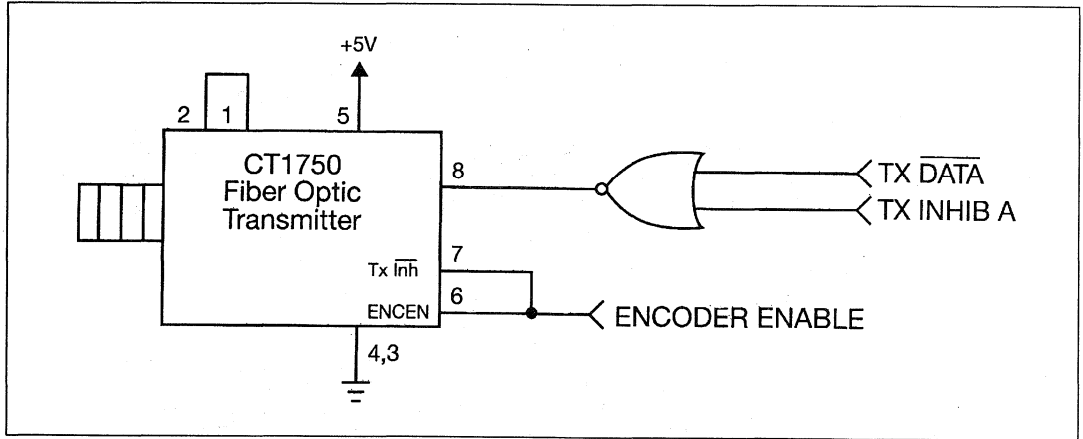 +5V
2 1 5
CT1750
Fiber Optic
Transmitter
8
TX DATA
TX INHIB A
7
Tx Inh
6
ENCEN
ENCODER ENABLE
4,3